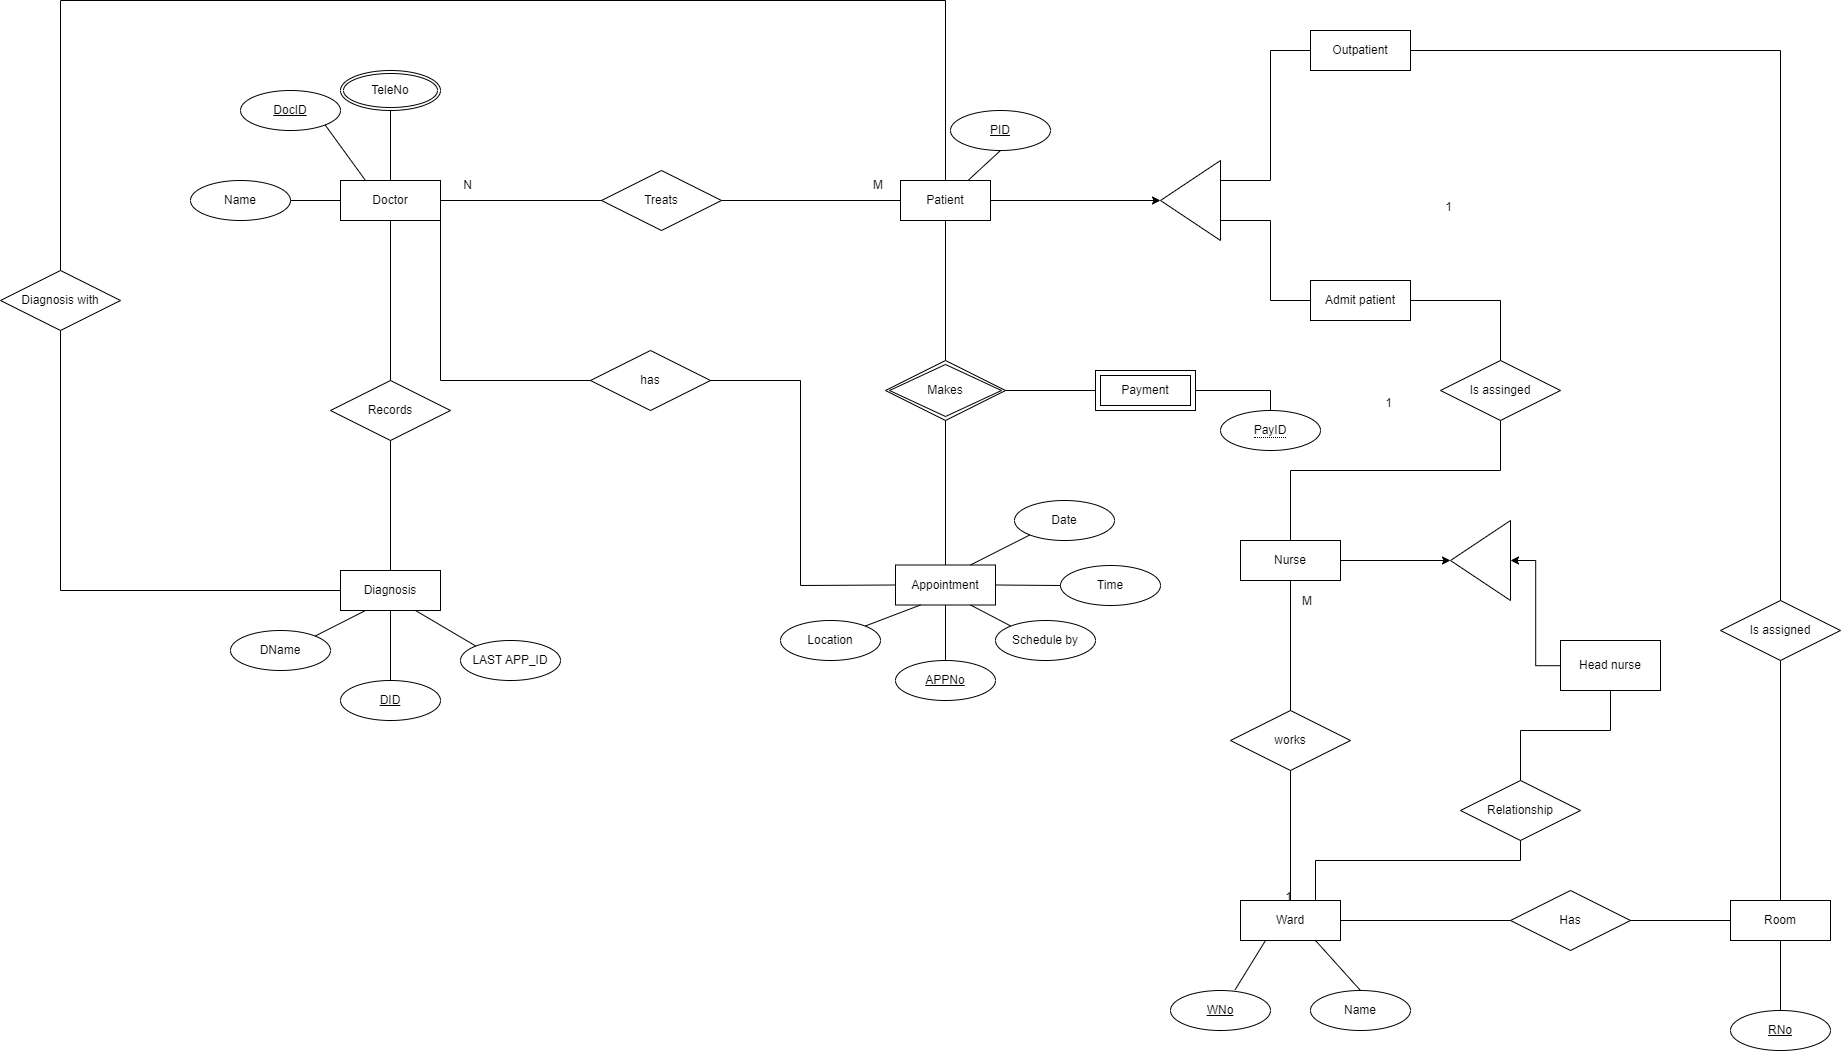 Outpatient
TeleNo
DocID
PID
N
M
Name
Doctor
Treats
Patient
1
Diagnosis with
Admit patient
has
Makes
Payment
Is assinged
Records
1
PayID
Date
Nurse
Appointment
Time
Diagnosis
M
Location
Schedule by
Is assigned
DName
LAST APP_ID
Head nurse
APPNo
DID
works
Relationship
1
Ward
Has
Room
WNo
Name
RNo